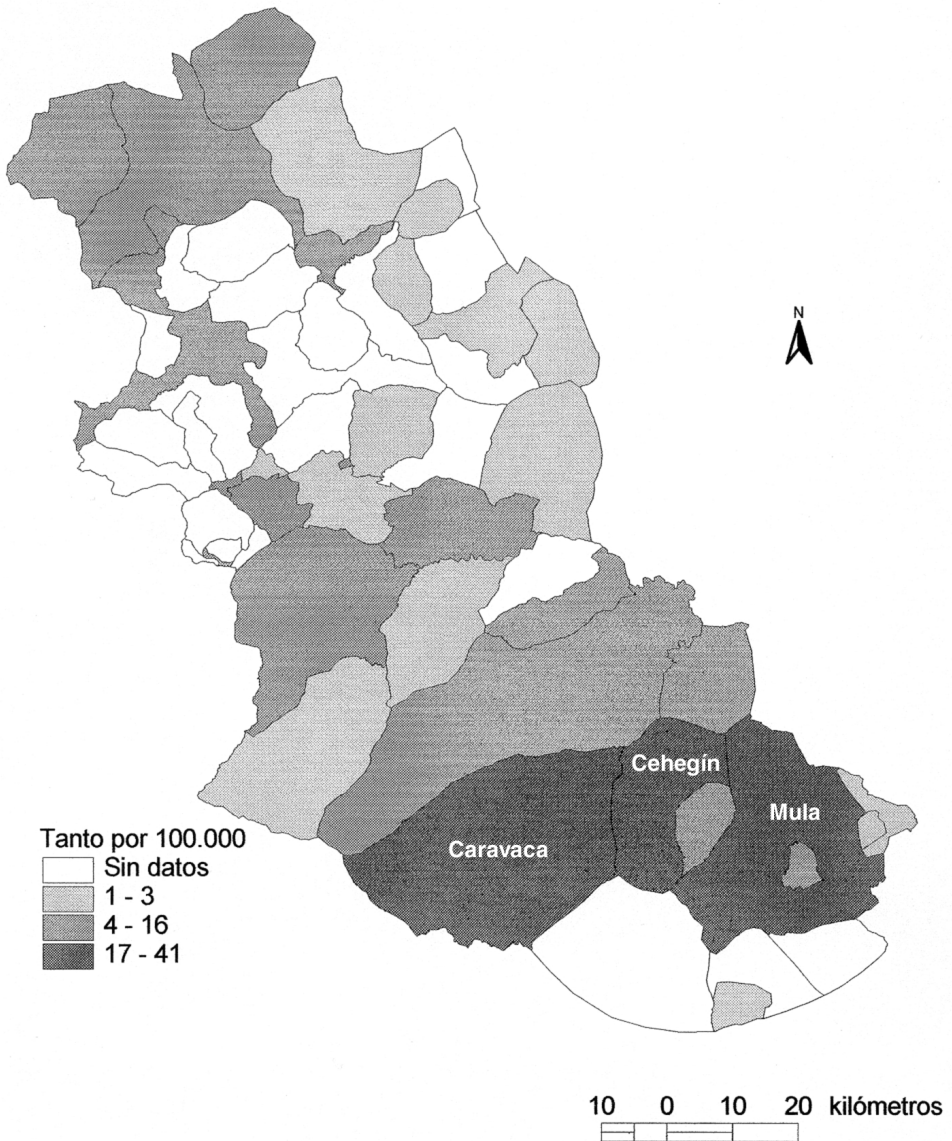 N
Cehegín
Mula
Caravaca
Tanto por 100.000
Sin datos
1 - 3
4 - 16
17 - 41
10 0 10 20 kilómetros